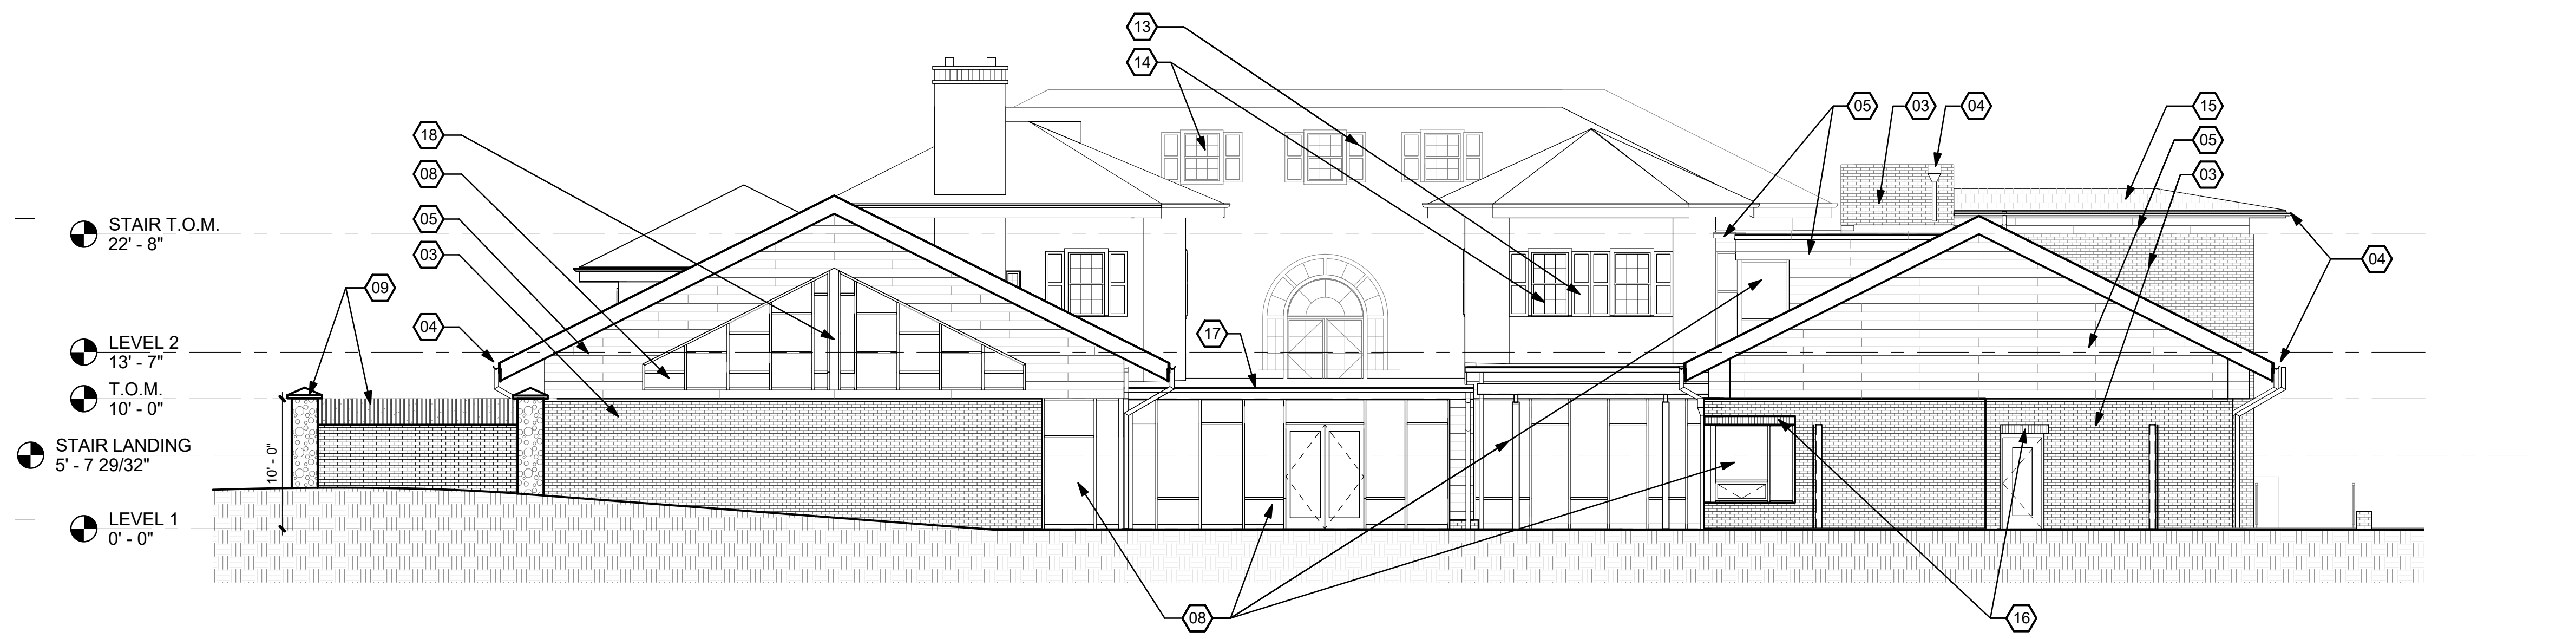 13
14
05
03
04
15
18
05
08
03
STAIR T.O.M.
22' - 8"
05
03
04
09
04
17
LEVEL 2
13' - 7"
T.O.M.
10' - 0"
STAIR LANDING
5' - 7 29/32"
10' - 0"
LEVEL 1
0' - 0"
08
16